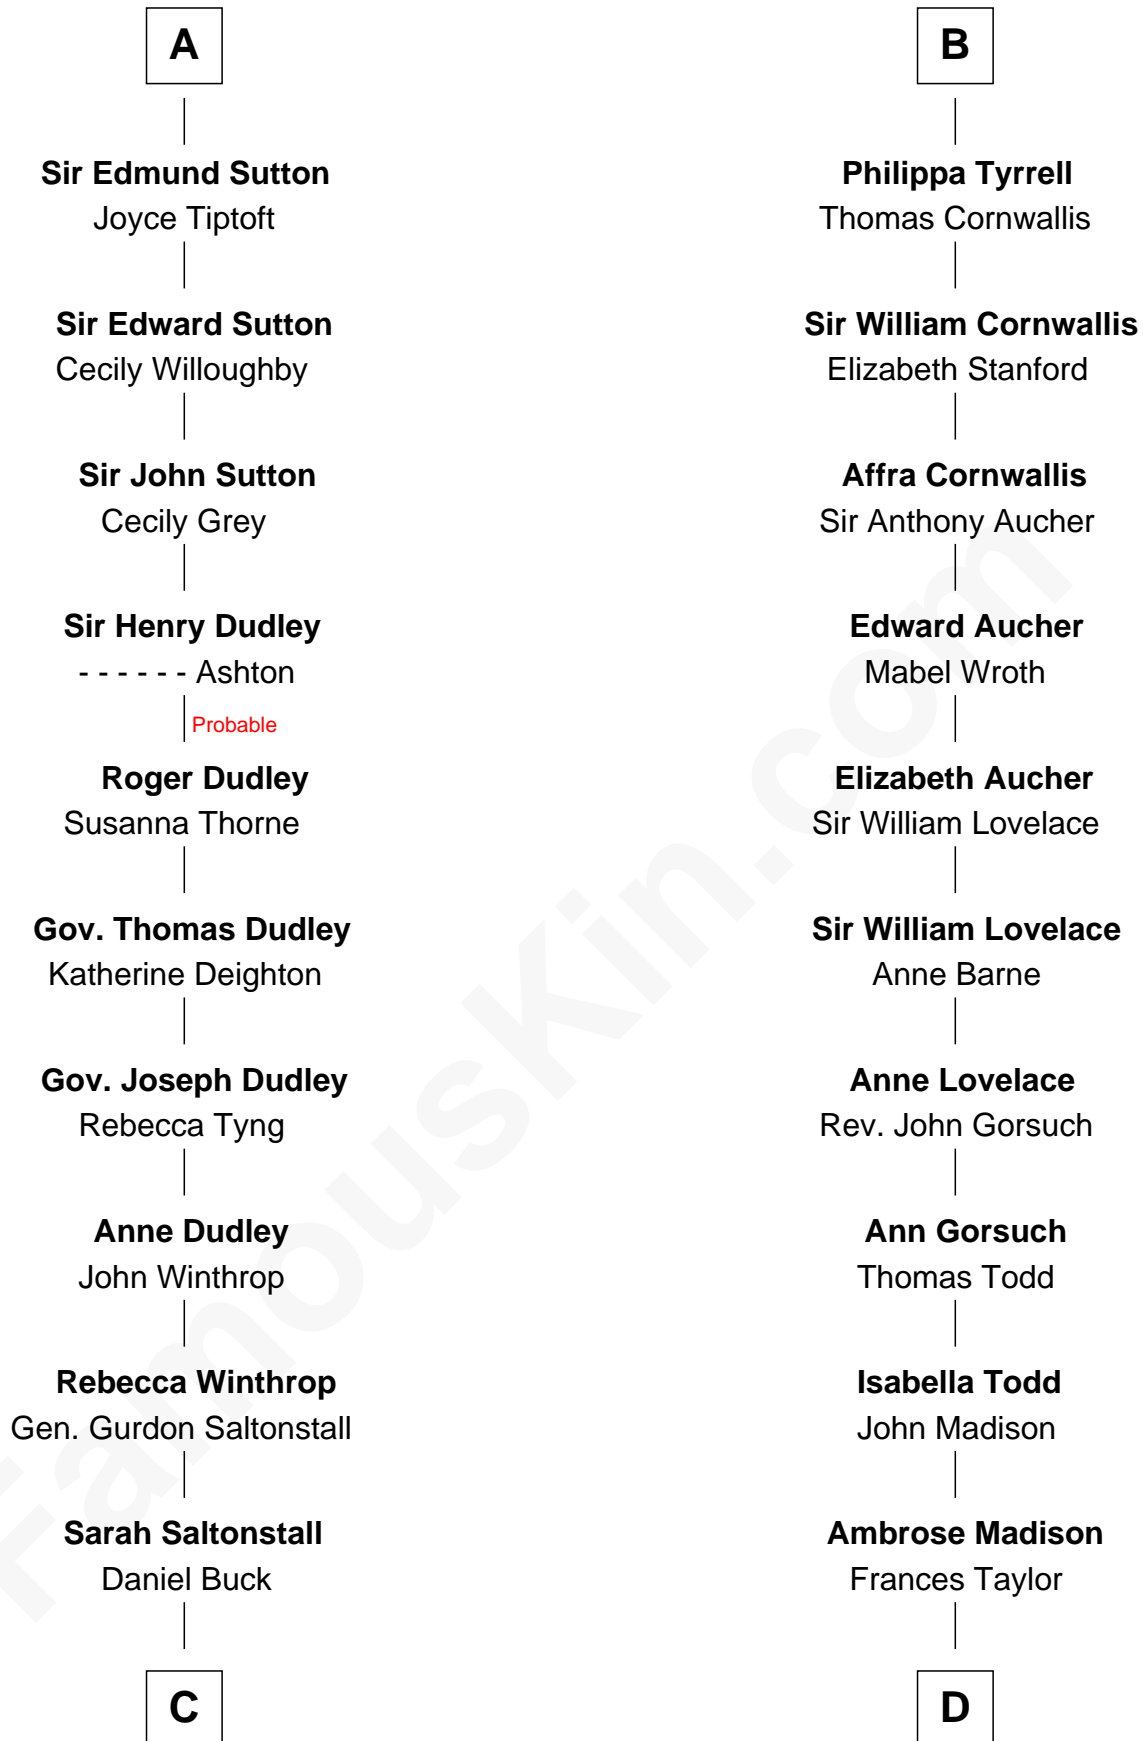 A
Sir Edmund Sutton
Joyce Tiptoft
Sir Edward Sutton
Cecily Willoughby
Sir John Sutton
Cecily Grey
Sir Henry Dudley
- - - - - - Ashton
Probable
Roger Dudley
Susanna Thorne
Gov. Thomas Dudley
Katherine Deighton
Gov. Joseph Dudley
Rebecca Tyng
Anne Dudley
John Winthrop
Rebecca Winthrop
Gen. Gurdon Saltonstall
Sarah Saltonstall
Daniel Buck
C
B
Philippa Tyrrell
Thomas Cornwallis
Sir William Cornwallis
Elizabeth Stanford
Affra Cornwallis
Sir Anthony Aucher
Edward Aucher
Mabel Wroth
Elizabeth Aucher
Sir William Lovelace
Sir William Lovelace
Anne Barne
Anne Lovelace
Rev. John Gorsuch
Ann Gorsuch
Thomas Todd
Isabella Todd
John Madison
Ambrose Madison
Frances Taylor
D
FamousKin.com